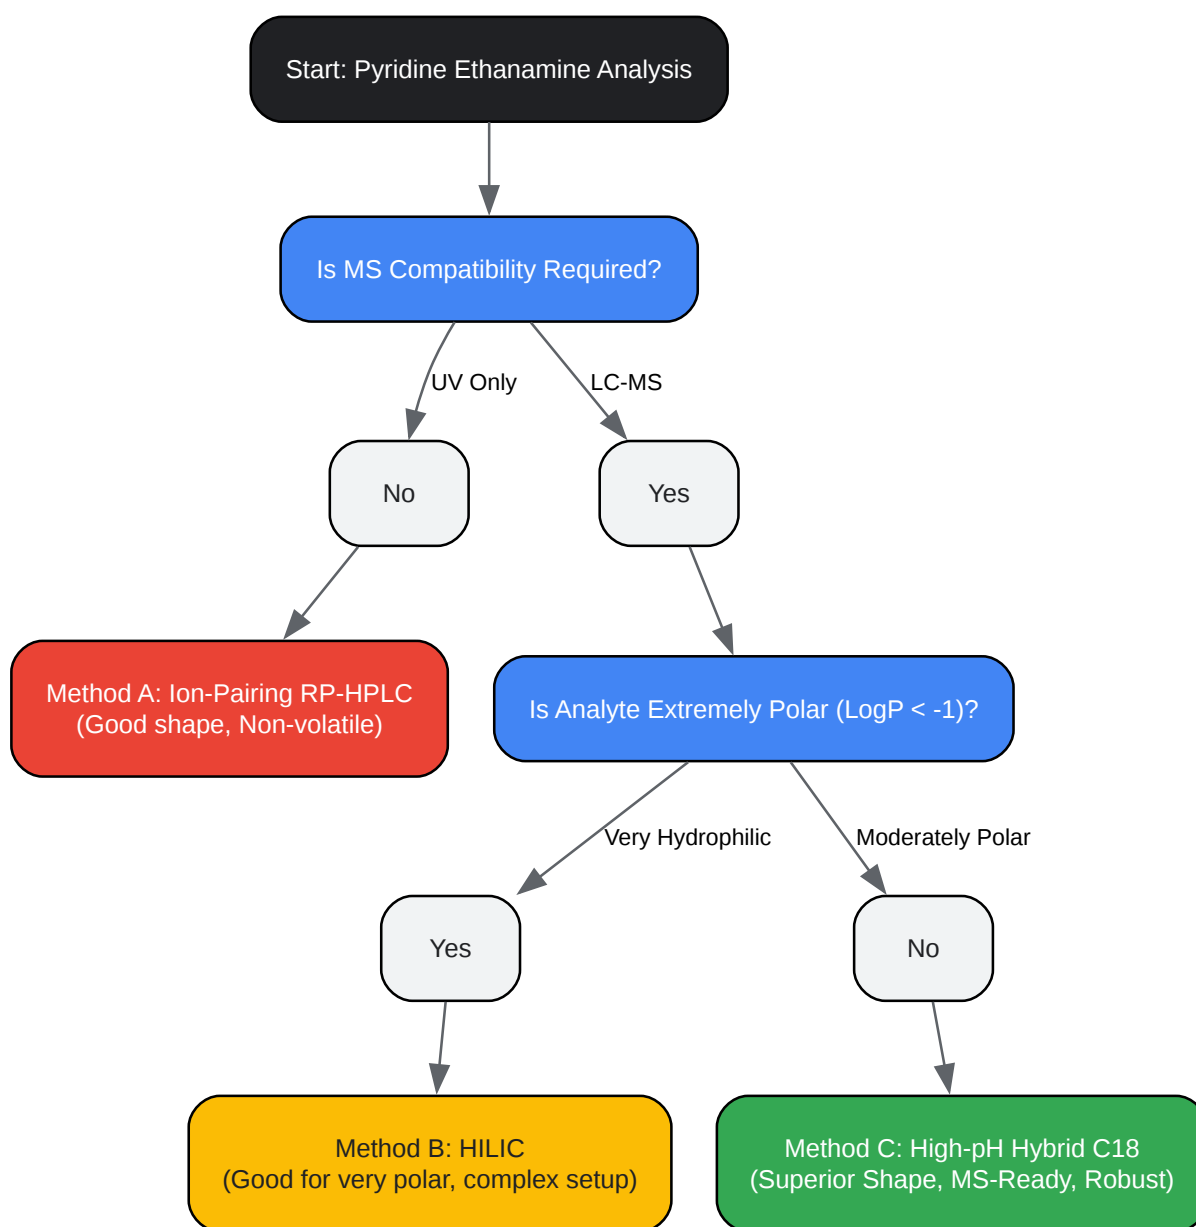 Start: Pyridine Ethanamine Analysis
Is MS Compatibility Required?
UV Only
LC-MS
No
Yes
Method A: Ion-Pairing RP-HPLC
(Good shape, Non-volatile)
Is Analyte Extremely Polar (LogP < -1)?
Very Hydrophilic
Moderately Polar
Yes
No
Method B: HILIC
(Good for very polar, complex setup)
Method C: High-pH Hybrid C18
(Superior Shape, MS-Ready, Robust)